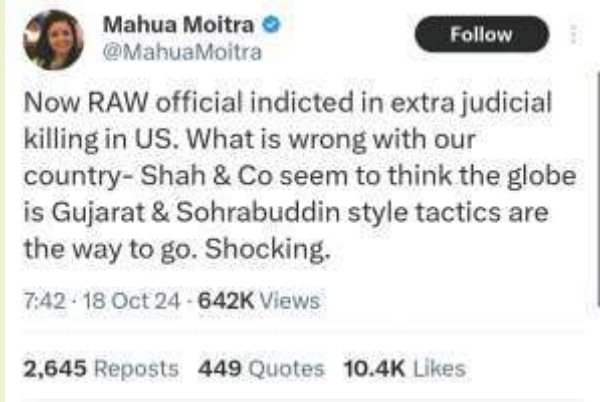 Mahua Moitra
@MahuaMoitra
Follow
Now RAW official indicted in extra judicial
killing in US. What is wrong with our
country- Shah & Co seem to think the globe
is Gujarat & Sohrabuddin style tactics are
the way to go. Shocking.
7:42 · 18 Oct 24 · 642K Views
2,645 Reposts 449 Quotes 10.4K Likes